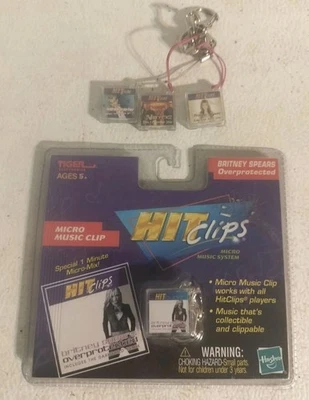 TIGER
AGES 5+
BRITNEY SPEARS
Overprotected
HIT Clips
MICRO
MUSIC SYSTEM
MICRO
MUSIC CLIP
Special 1 Minute
Micro-Mix!
HIT Clips
britney spears
overprotected
HIT
overprotected
• Micro Music Clip
works with all
HitClips® players
• Music that's
collectible
and clippable
WARNING:
CHOKING HAZARD-Small parts.
Not for children under 3 years.
Hasbro